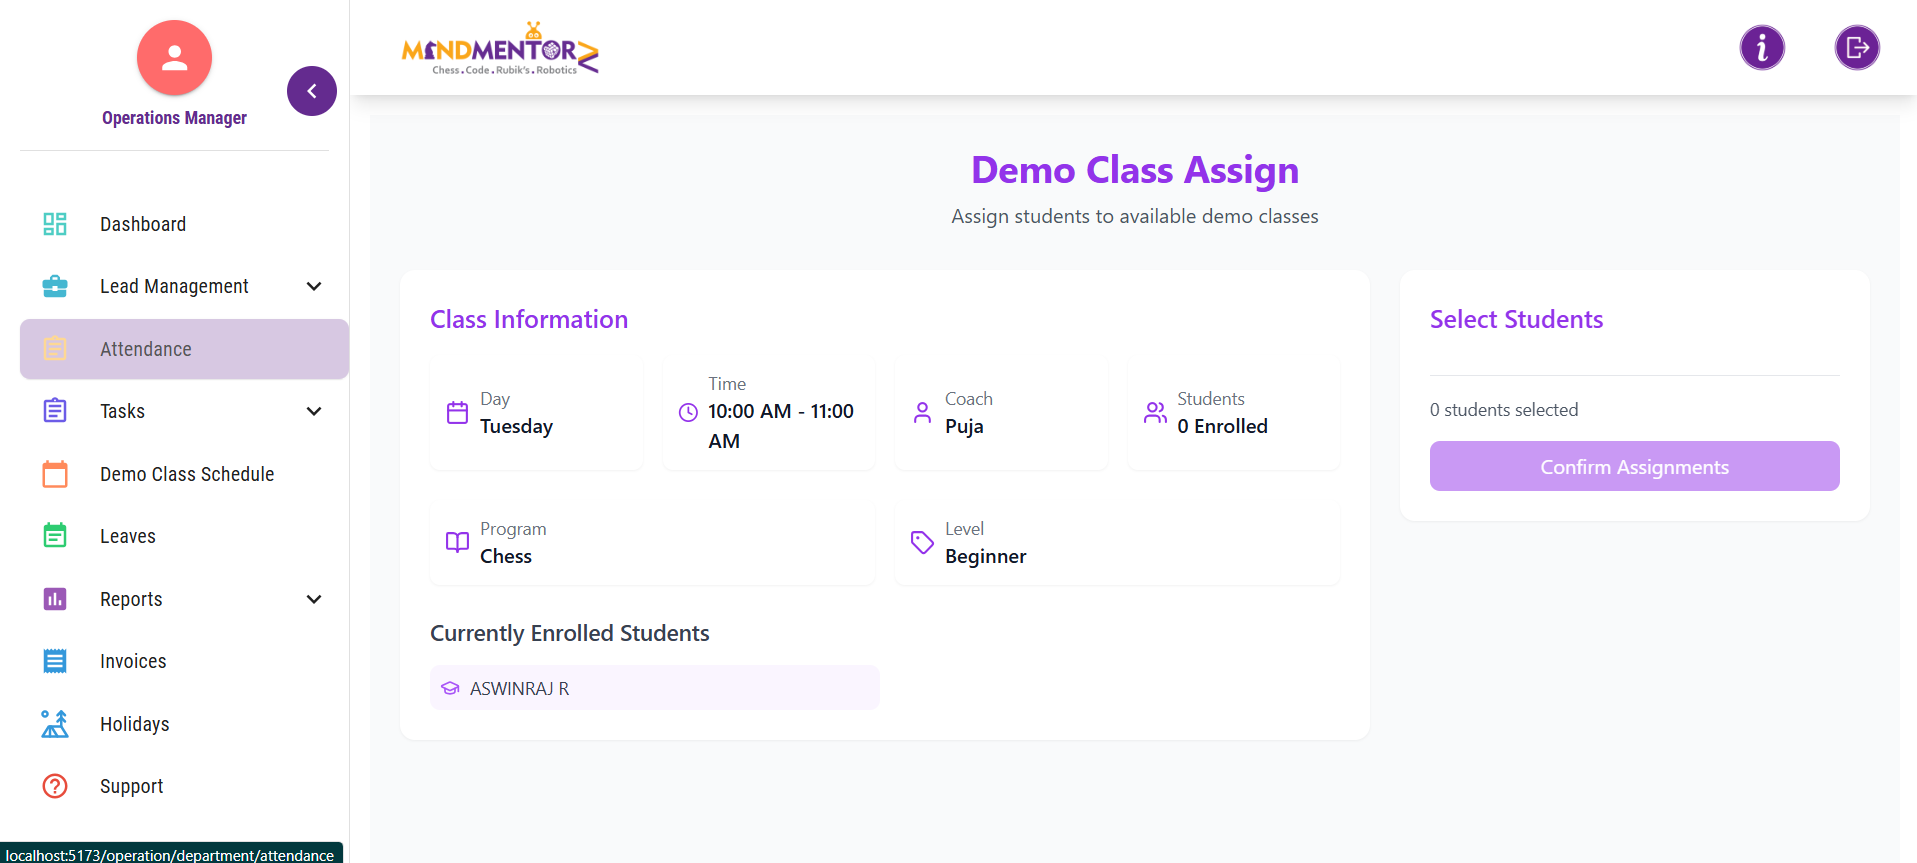 Operations Manager
Dashboard
Lead Management
Attendance
Tasks
Demo Class Schedule
Leaves
Reports
Invoices
Holidays
Support
localhost:5173/operation/department/attendance
MINDMENTORZ
Chess.Code.Rubik's.Robotics
i
Demo Class Assign
Assign students to available demo classes
Class Information
Day
Tuesday
Time
10:00 AM - 11:00
AM
Coach
Puja
Students
0 Enrolled
Program
Chess
Level
Beginner
Currently Enrolled Students
ASWINRAJ R
Select Students
0 students selected
Confirm Assignments